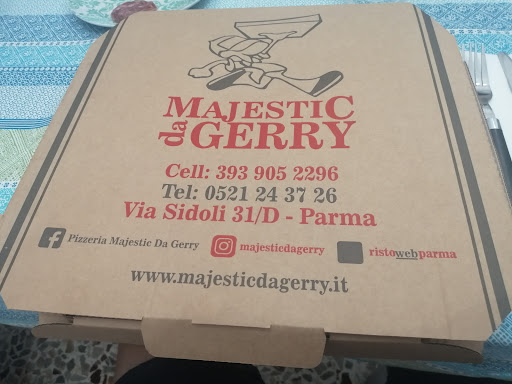 MAJESTIC
da GERRY
Cell: 393 905 2296
Tel: 0521 24 37 26
Via Sidoli 31/D - Parma
Pizzeria Majestic Da Gerry majesticdagerry ristowebparma
www.majesticdagerry.it